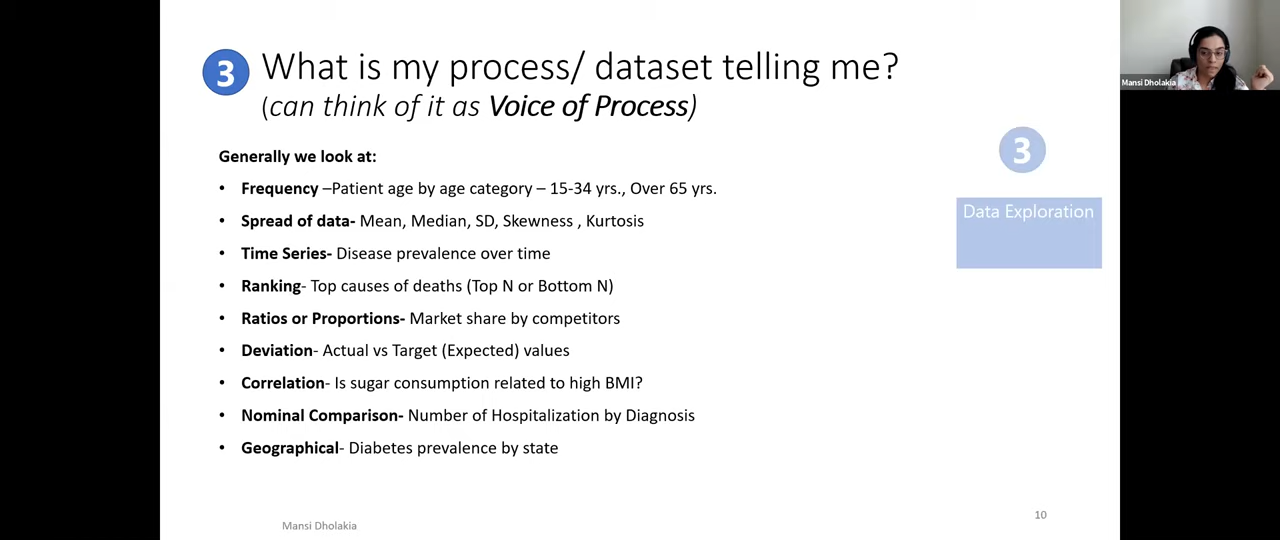 3 What is my process/ dataset telling me?
(can think of it as Voice of Process)
Generally we look at:
• Frequency –Patient age by age category – 15-34 yrs., Over 65 yrs.
• Spread of data- Mean, Median, SD, Skewness , Kurtosis
• Time Series- Disease prevalence over time
• Ranking- Top causes of deaths (Top N or Bottom N)
• Ratios or Proportions- Market share by competitors
• Deviation- Actual vs Target (Expected) values
• Correlation- Is sugar consumption related to high BMI?
• Nominal Comparison- Number of Hospitalization by Diagnosis
• Geographical- Diabetes prevalence by state
3
Data Exploration
Mansi Dholakia
Mansi Dholakia
10